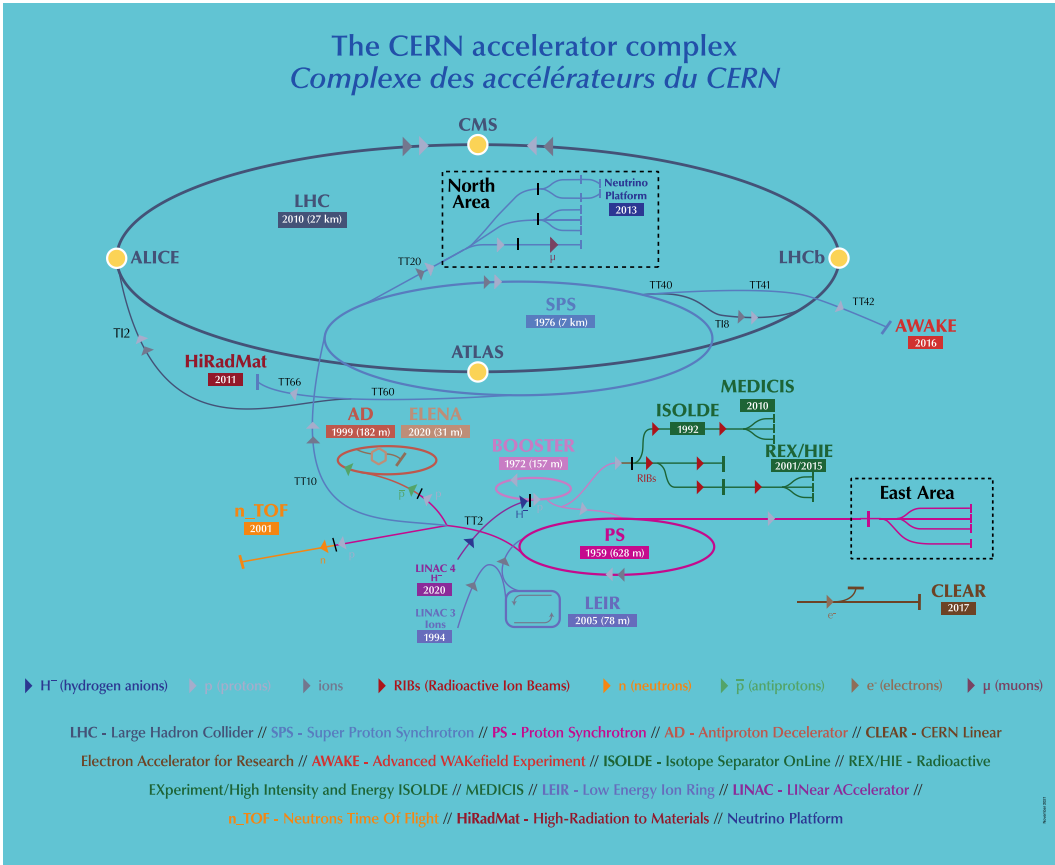 The CERN accelerator complex
Complexe des accélérateurs du CERN
CMS
North
Area
Neutrino
Platform
2013
LHC
2010 (27 km)
ALICE
LHCb
TT20
μ
TT40
TT41
TT42
SPS
1976 (7 km)
TI8
AWAKE
2016
TI2
ATLAS
HiRadMat
2011
TT66
TT60
MEDICIS
2010
AD
1999 (182 m)
ELENA
2020 (31 m)
ISOLDE
1992
BOOSTER
1972 (157 m)
REX/HIE
2001/2015
RIBs
TT10
p̅
p
East Area
n_TOF
2001
TT2
H⁻
p
PS
1959 (628 m)
n
p
LINAC 4
H⁻
2020
CLEAR
2017
LEIR
2005 (78 m)
LINAC 3
Ions
1994
e⁻
H⁻ (hydrogen anions)
p (protons)
ions
RIBs (Radioactive Ion Beams)
n (neutrons)
p̅ (antiprotons)
e⁻ (electrons)
μ (muons)
LHC - Large Hadron Collider // SPS - Super Proton Synchrotron // PS - Proton Synchrotron // AD - Antiproton Decelerator // CLEAR - CERN Linear
Electron Accelerator for Research // AWAKE - Advanced WAKefield Experiment // ISOLDE - Isotope Separator OnLine // REX/HIE - Radioactive
EXperiment/High Intensity and Energy ISOLDE // MEDICIS // LEIR - Low Energy Ion Ring // LINAC - LINear ACcelerator //
n_TOF - Neutrons Time Of Flight // HiRadMat - High-Radiation to Materials // Neutrino Platform